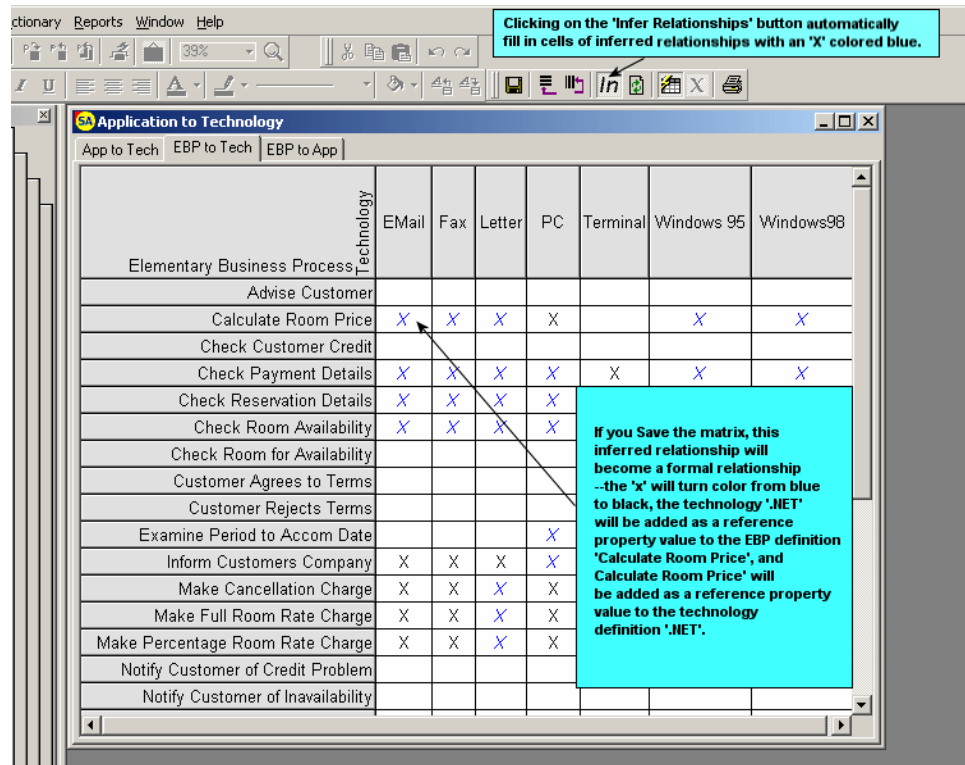 ctionary Reports Window Help
Clicking on the 'Infer Relationships' button automatically
fill in cells of inferred relationships with an 'X' colored blue.
39%
I U A In X
SA Application to Technology
App to Tech EBP to Tech EBP to App
Technology
Elementary Business Process
EMail Fax Letter PC Terminal Windows 95 Windows98
Advise Customer
Calculate Room Price X X X X X X
Check Customer Credit
Check Payment Details X X X X X X X
Check Reservation Details X X X X
Check Room Availability X X X X
Check Room for Availability
Customer Agrees to Terms
Customer Rejects Terms
Examine Period to Accom Date X
Inform Customers Company X X X X
Make Cancellation Charge X X X X
Make Full Room Rate Charge X X X X
Make Percentage Room Rate Charge X X X X
Notify Customer of Credit Problem
Notify Customer of Inavailability
If you Save the matrix, this
inferred relationship will
become a formal relationship
--the 'x' will turn color from blue
to black, the technology '.NET'
will be added as a reference
property value to the EBP definition
'Calculate Room Price', and
Calculate Room Price' will
be added as a reference property
value to the technology
definition '.NET'.